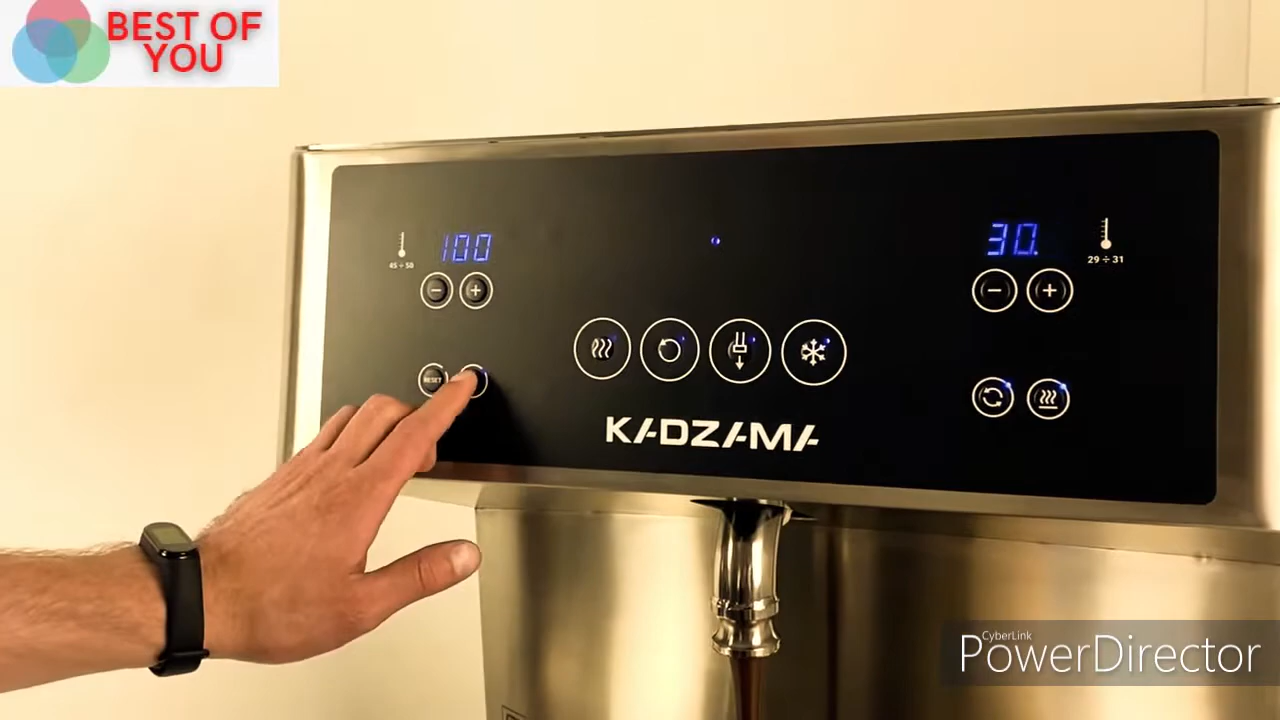 BEST OF
YOU
100
30.
45 ÷ 50
29 ÷ 31
RESET
KADZAMA
CyberLink
PowerDirector